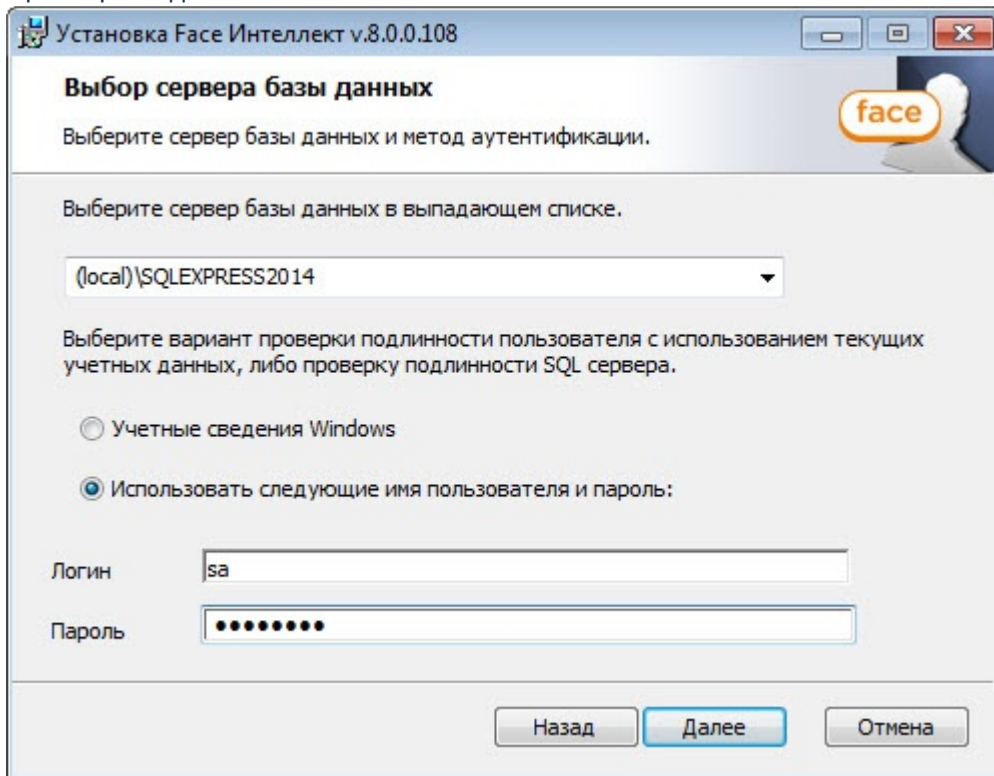 Установка Face Интеллект v.8.0.0.108
Выбор сервера базы данных
Выберите сервер базы данных и метод аутентификации.
face
Выберите сервер базы данных в выпадающем списке.
(local)\SQLEXPRESS2014
Выберите вариант проверки подлинности пользователя с использованием текущих
учетных данных, либо проверку подлинности SQL сервера.
Учетные сведения Windows
Использовать следующие имя пользователя и пароль:
Логин
sa
Пароль
Назад
Далее
Отмена